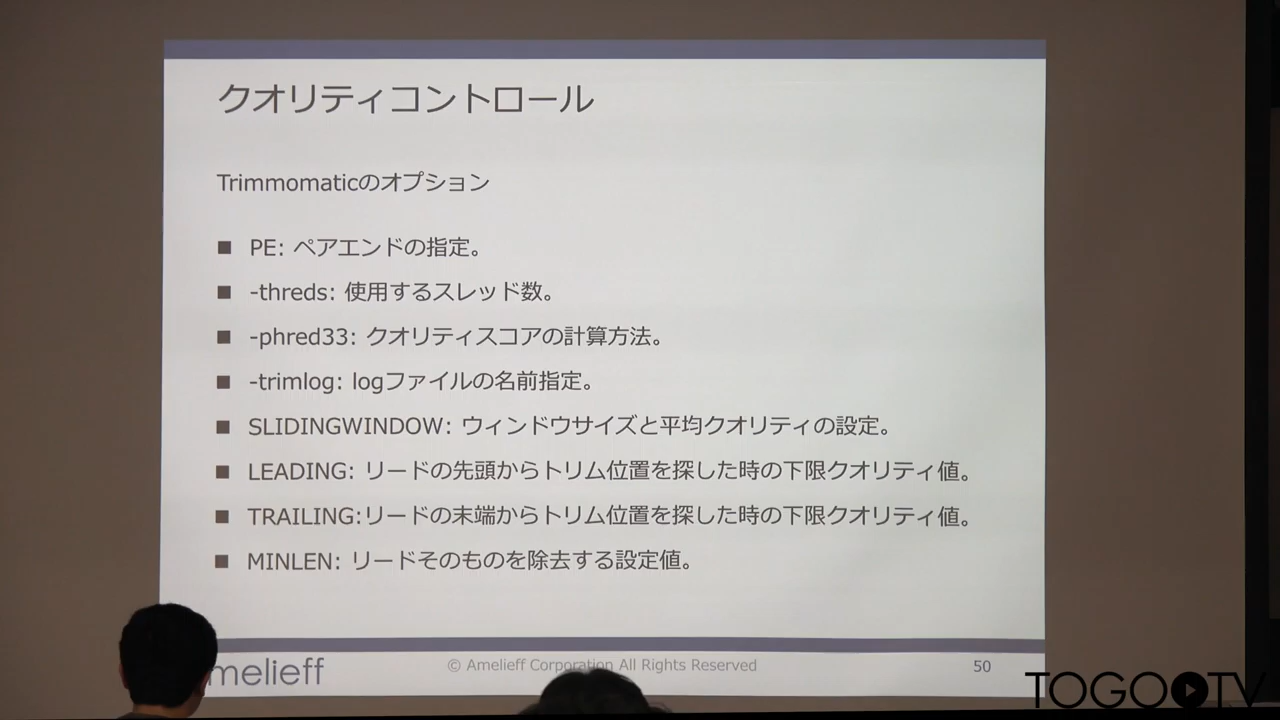 クオリティコントロール
Trimmomaticのオプション
■ PE: ペアエンドの指定。
■ -threds: 使用するスレッド数。
■ -phred33: クオリティスコアの計算方法。
■ -trimlog: logファイルの名前指定。
■ SLIDINGWINDOW: ウィンドウサイズと平均クオリティの設定。
■ LEADING: リードの先頭からトリム位置を探した時の下限クオリティ値。
■ TRAILING:リードの末端からトリム位置を探した時の下限クオリティ値。
■ MINLEN: リードそのものを除去する設定値。
melieff
© Amelieff Corporation All Rights Reserved
50
TOGOTV